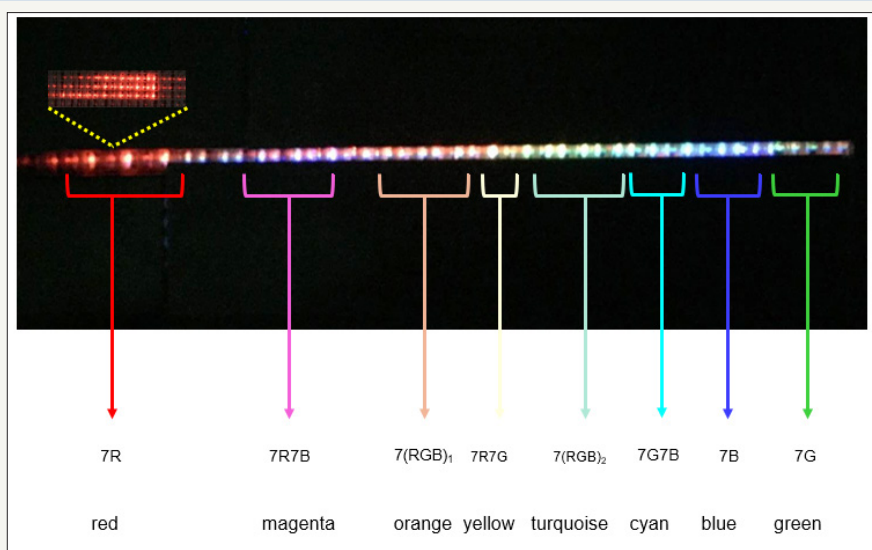 7R 7R7B 7(RGB)₁ 7R7G 7(RGB)₂ 7G7B 7B 7G
red magenta orange yellow turquoise cyan blue green